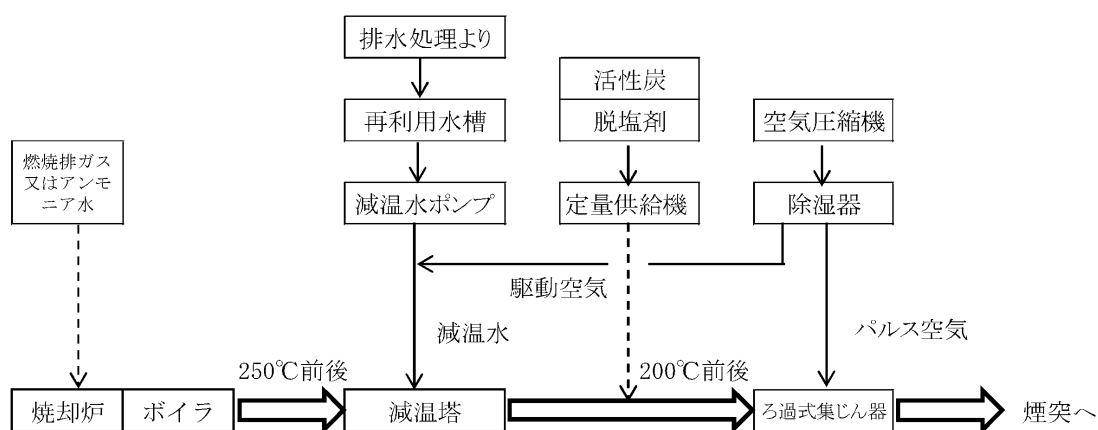 排水処理より
活性炭
再利用水槽
脱塩剤
空気圧縮機
燃焼排ガス
又はアンモ
ニア水
減温水ポンプ
定量供給機
除湿器
駆動空気
減温水
パルス空気
250℃前後
200℃前後
焼却炉
ボイラ
減温塔
ろ過式集じん器
煙突へ